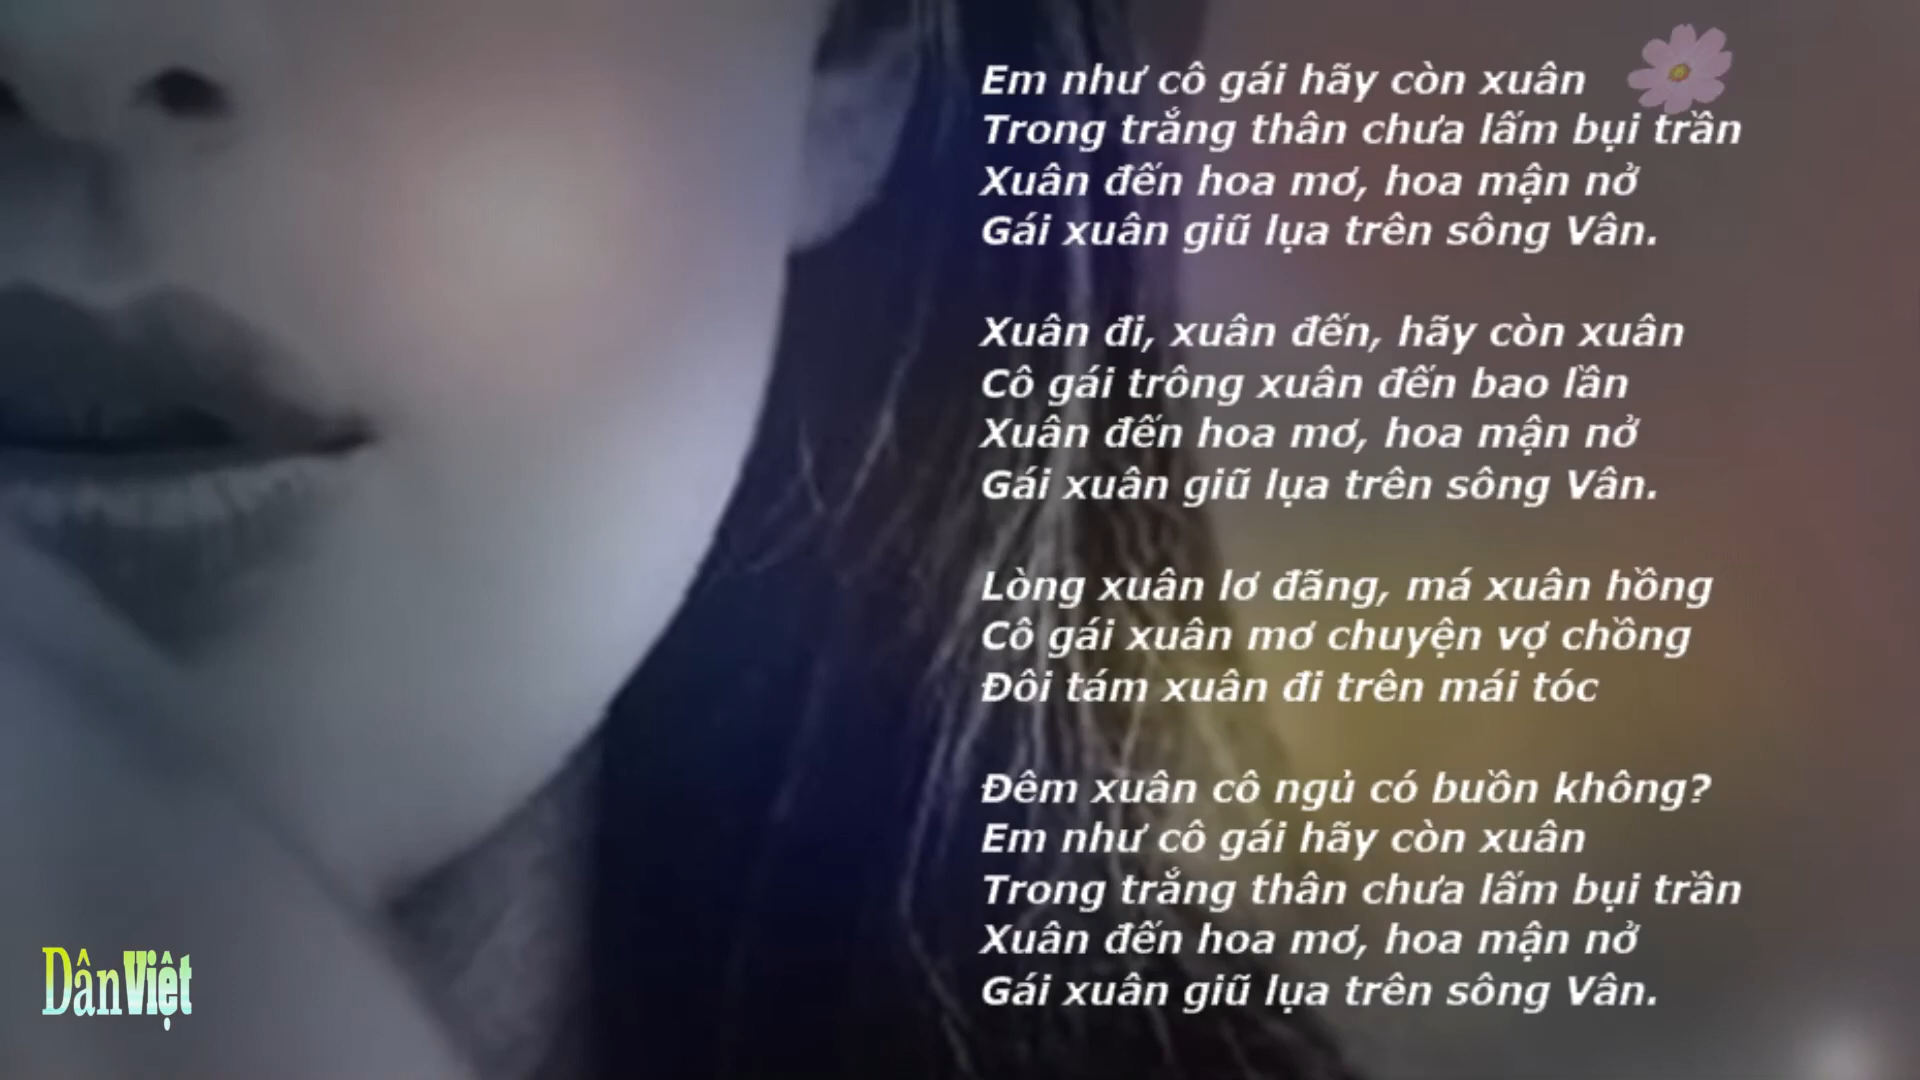 Em như cô gái hãy còn xuân
Trong trắng thân chưa lấm bụi trần
Xuân đến hoa mơ, hoa mận nở
Gái xuân giũ lụa trên sông Vân.
Xuân đi, xuân đến, hãy còn xuân
Cô gái trông xuân đến bao lần
Xuân đến hoa mơ, hoa mận nở
Gái xuân giũ lụa trên sông Vân.
Lòng xuân lơ đãng, má xuân hồng
Cô gái xuân mơ chuyện vợ chồng
Đôi tám xuân đi trên mái tóc
Đêm xuân cô ngủ có buồn không?
Em như cô gái hãy còn xuân
Trong trắng thân chưa lấm bụi trần
Xuân đến hoa mơ, hoa mận nở
Gái xuân giũ lụa trên sông Vân.
DânViệt